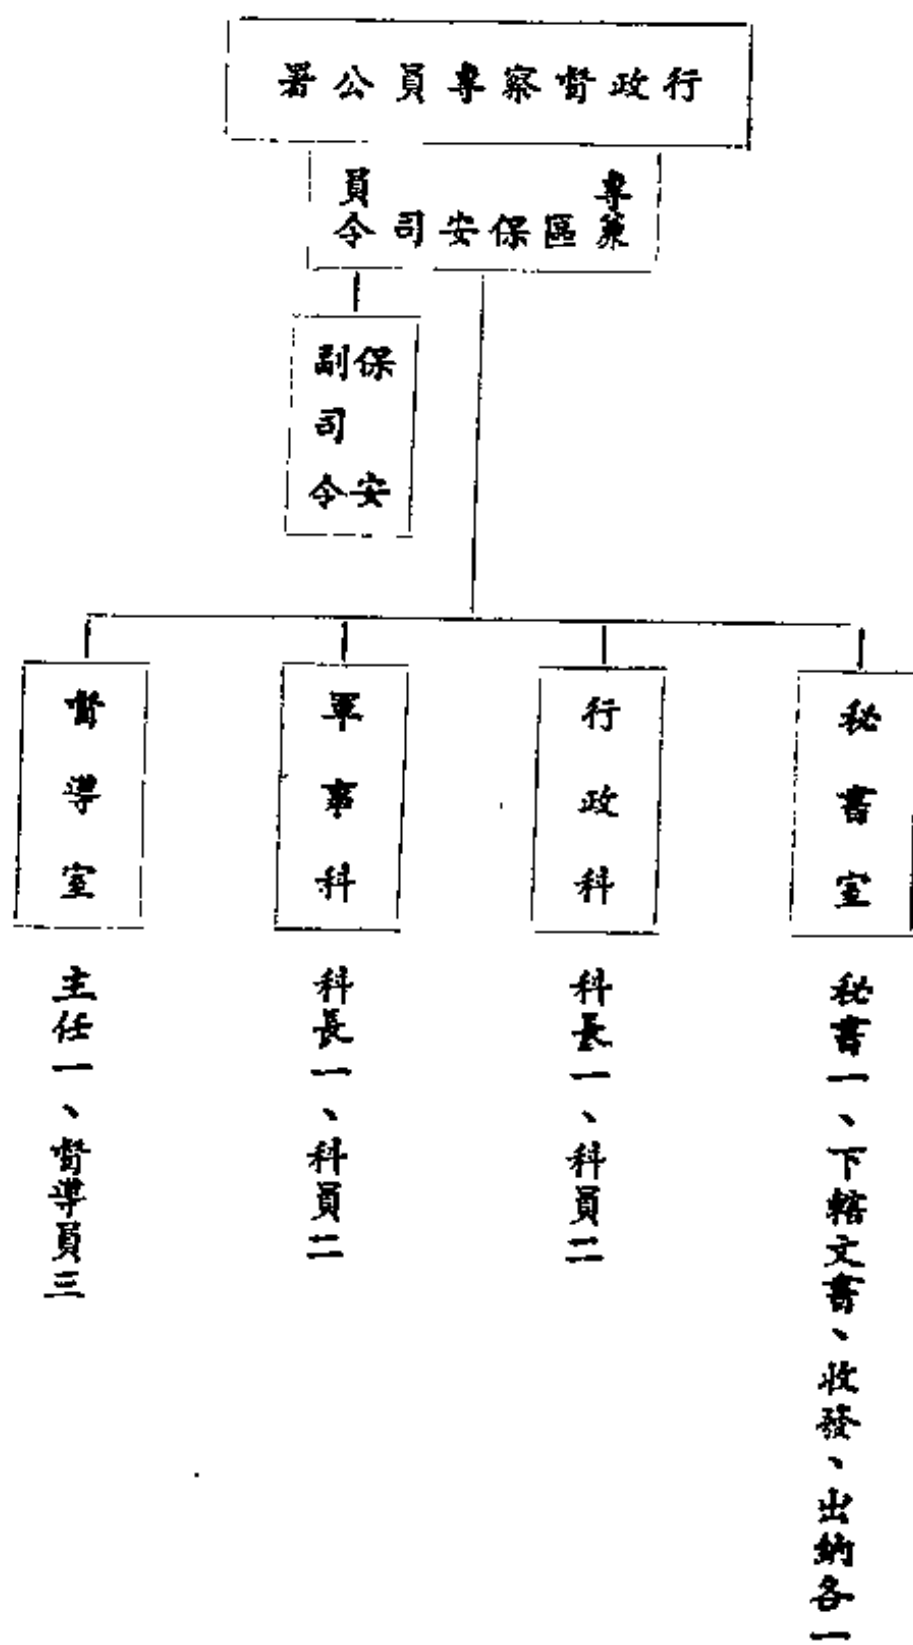 行政督察專員公署
專員
兼區保安司令
保安
副司令
秘書室
秘書一、下轄文書、收發、出納各一
行政科
科長一、科員二
軍事科
科長一、科員二
督導室
主任一、督導員三